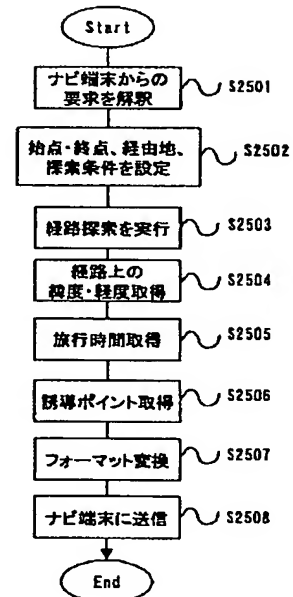 Start
ナビ端末からの
要求を解釈
S2501
始点・終点、経由地、
探索条件を設定
S2502
経路探索を実行
S2503
経路上の
緯度・経度取得
S2504
旅行時間取得
S2505
誘導ポイント取得
S2506
フォーマット変換
S2507
ナビ端末に送信
S2508
End